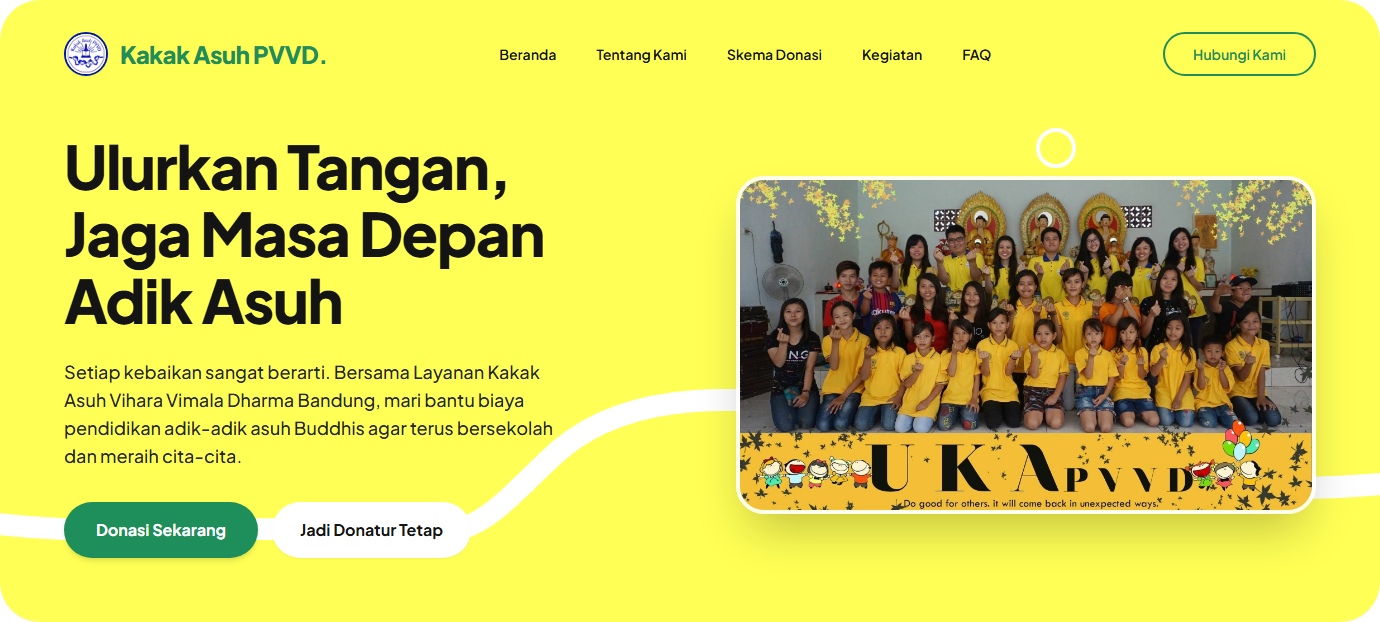 Kakak Asuh PVVD.
Beranda
Tentang Kami
Skema Donasi
Kegiatan
FAQ
Hubungi Kami
Ulurkan Tangan,
Jaga Masa Depan
Adik Asuh
Setiap kebaikan sangat berarti. Bersama Layanan Kakak
Asuh Vihara Vimala Dharma Bandung, mari bantu biaya
pendidikan adik-adik asuh Buddhis agar terus bersekolah
dan meraih cita-cita.
Donasi Sekarang
Jadi Donatur Tetap
UKA PVVD
Do good for others, it will come back in unexpected ways."